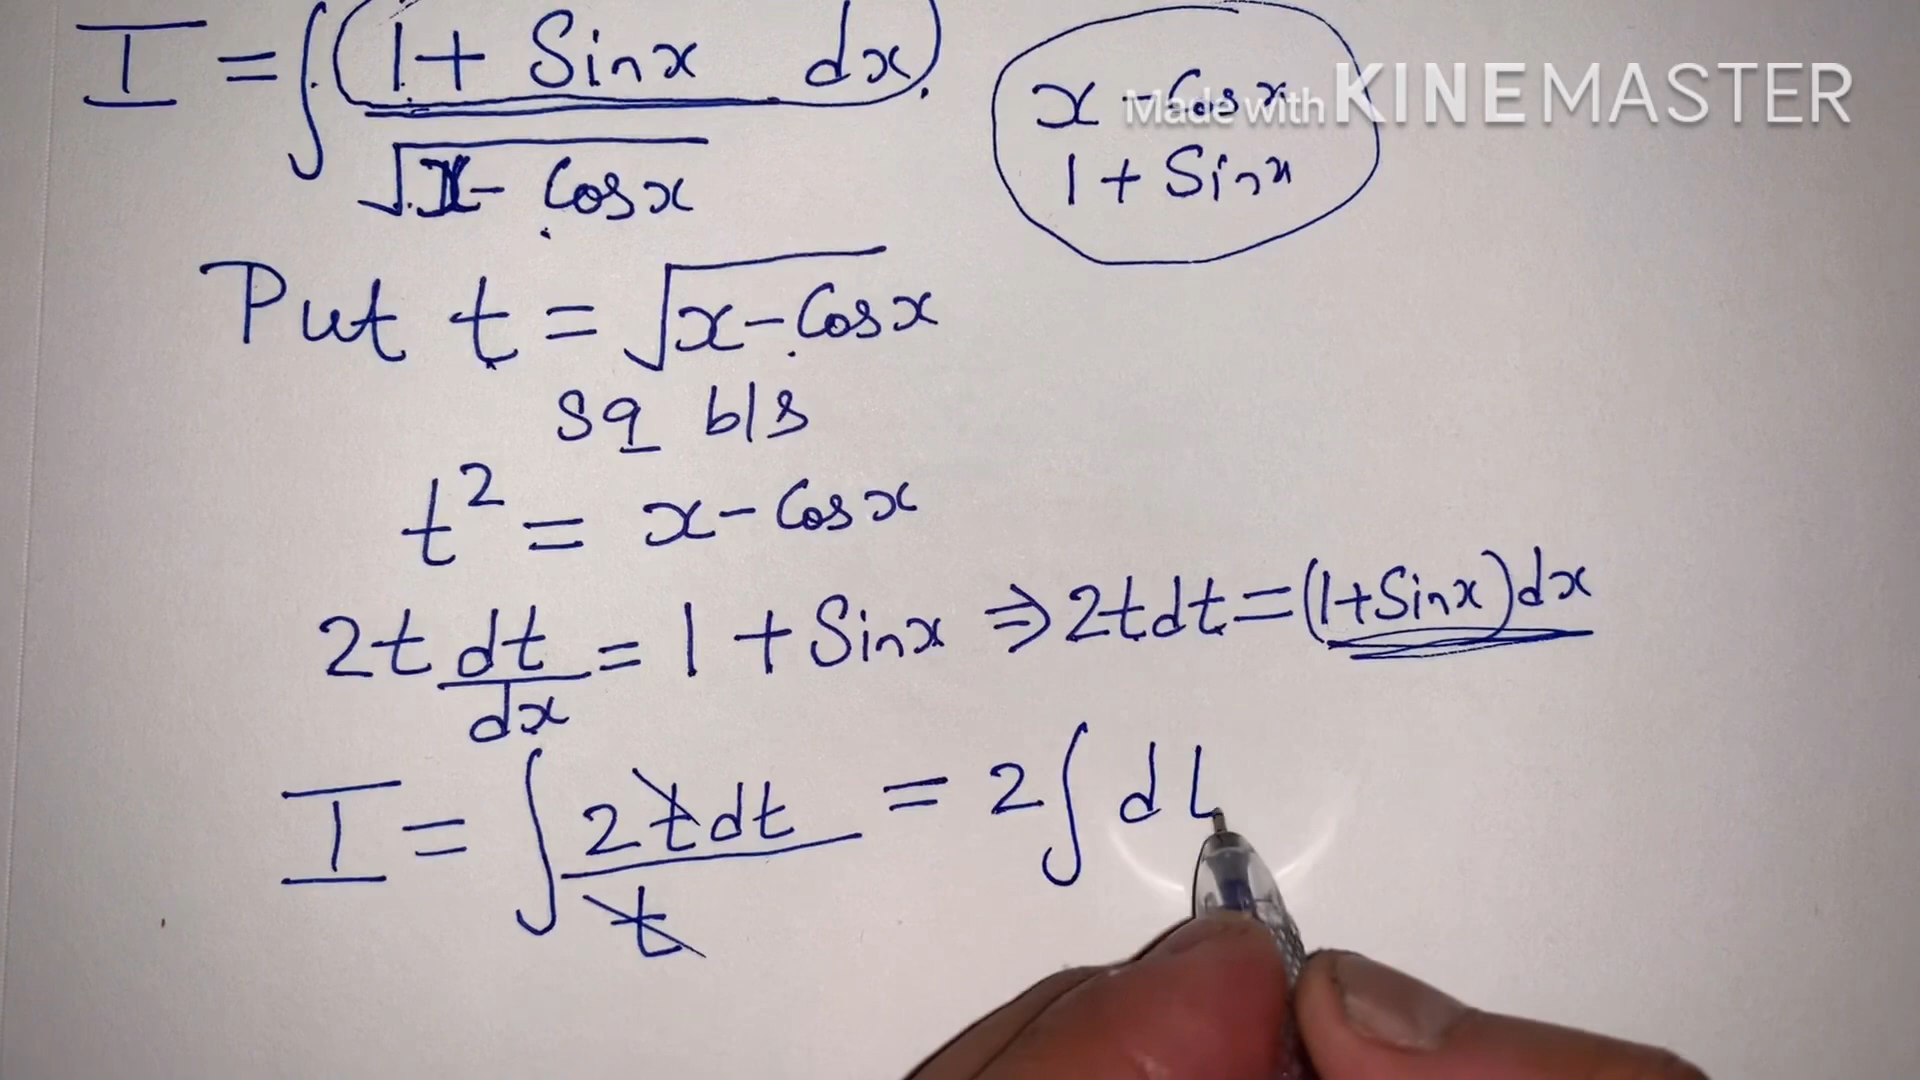 I = ∫ (1 + Sinx dx)
√x - Cosx
x - Cosx
1 + Sinx
Made with KINEMASTER
Put t = √x - Cosx
sq b/s
t² = x - Cosx
2t dt/dx = 1 + Sinx ⇒ 2tdt = (1+Sinx)dx
I = ∫ 2tdt/t = 2∫ dt